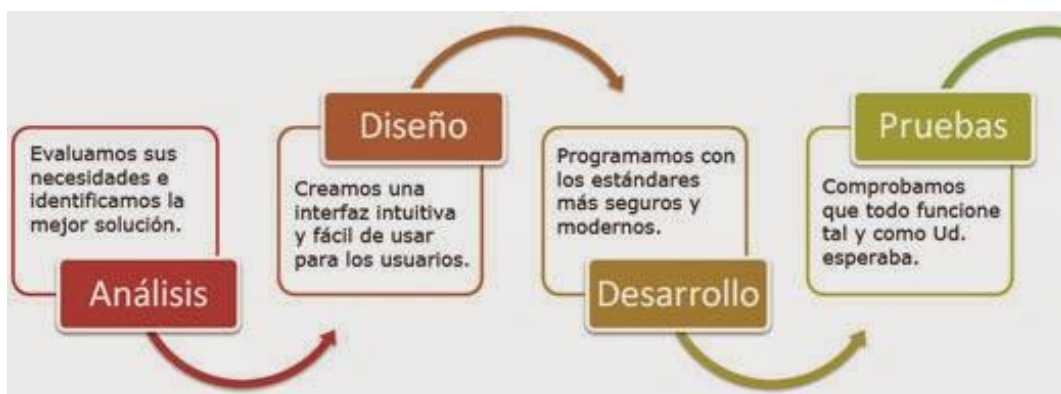 Evaluamos sus
necesidades e
identificamos la
mejor solución.
Análisis
Diseño
Creamos una
interfaz intuitiva
y fácil de usar
para los usuarios.
Programamos con
los estándares
más seguros y
modernos.
Desarrollo
Pruebas
Comprobamos
que todo funcione
tal y como Ud.
esperaba.